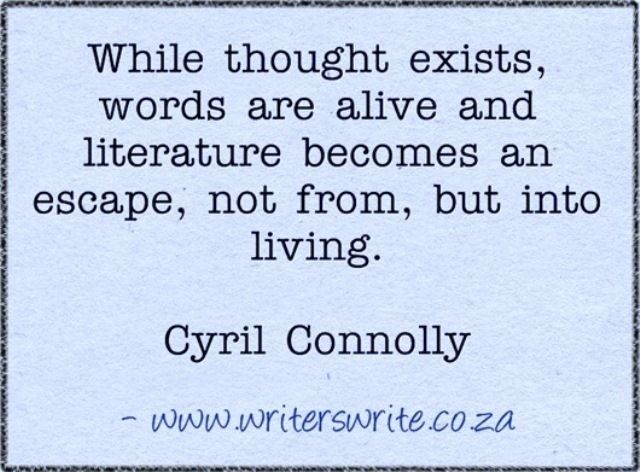 While thought exists,
words are alive and
literature becomes an
escape, not from, but into
living.
Cyril Connolly
- www.writerswrite.co.za